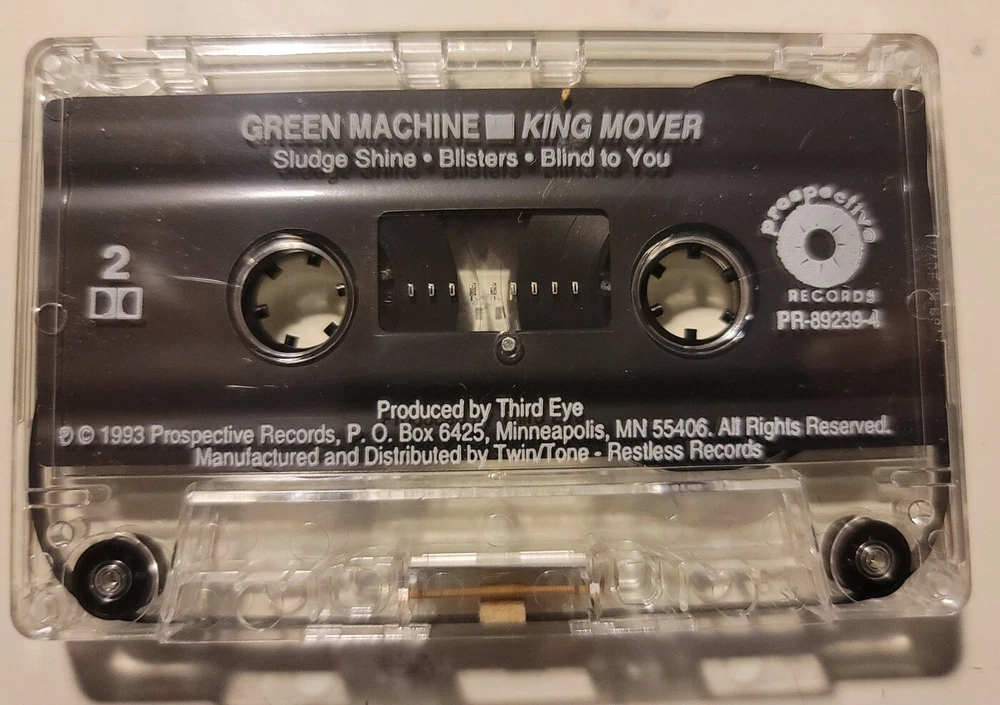 GREEN MACHINE ■ KING MOVER
Sludge Shine • Blisters • Blind to You
2
Prospective
RECORDS
PR-89239-4
Produced by Third Eye
℗ © 1993 Prospective Records, P. O. Box 6425, Minneapolis, MN 55406. All Rights Reserved.
Manufactured and Distributed by Twin/Tone - Restless Records